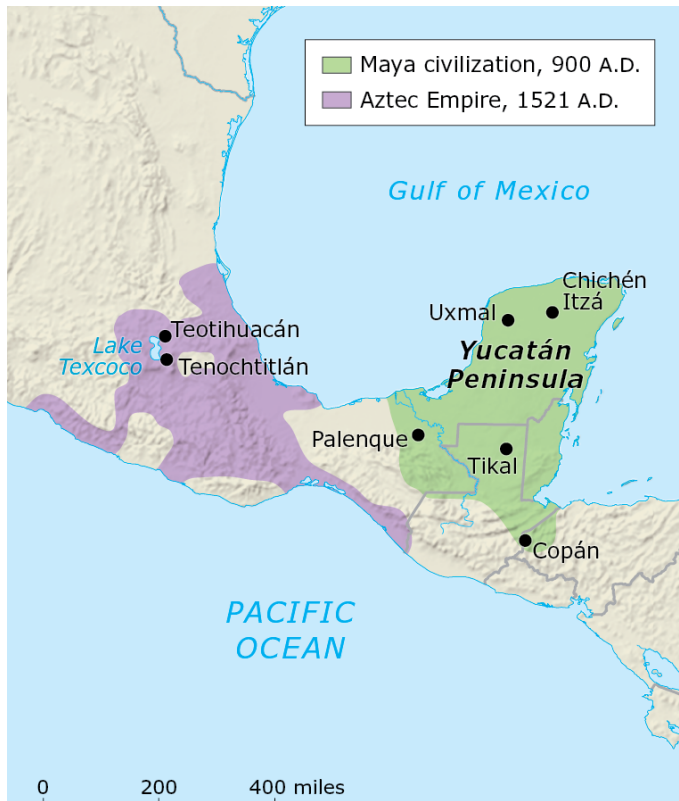 Maya civilization, 900 A.D.
Aztec Empire, 1521 A.D.
Gulf of Mexico
Chichén
Itzá
Uxmal
Yucatán
Peninsula
Teotihuacán
Lake
Texcoco
Tenochtitlán
Palenque
Tikal
Copán
PACIFIC
OCEAN
0 200 400 miles